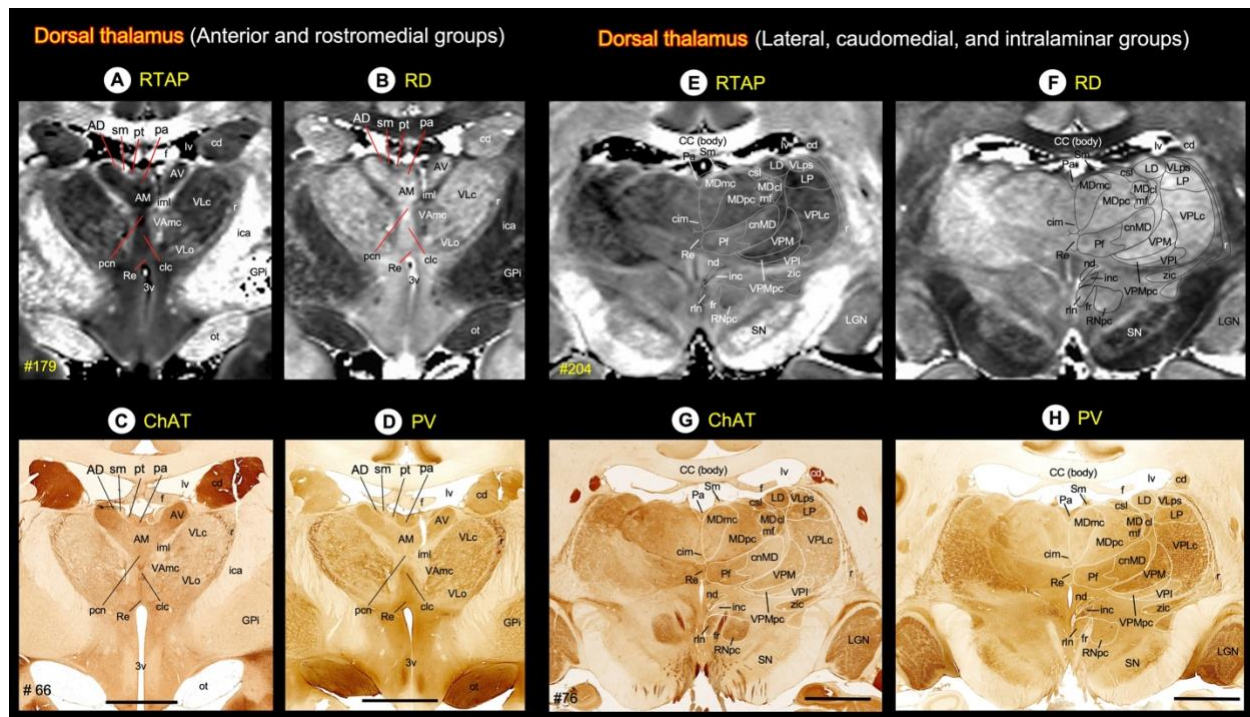 Dorsal thalamus (Anterior and rostromedial groups)
Dorsal thalamus (Lateral, caudomedial, and intralaminar groups)
A RTAP
AD
sm
pt
pa
f
lv
cd
AV
AM
iml
VLc
VAmc
r
VLo
ica
pcn
Re
clc
3v
GPi
ot
#179
B RD
AD
sm
pt
pa
f
lv
cd
AV
AM
iml
VLc
VAmc
r
VLo
ica
pcn
Re
clc
3v
GPi
ot
E RTAP
CC (body)
Sm
Pa
lv
cd
csl
LD
VLps
LP
MDmc
MDcl
mf
MDpc
VPLc
cim
cnMD
Re
Pf
VPM
r
nd
VPI
zic
inc
VPMpc
rln
fr
RNpc
SN
LGN
#204
F RD
CC (body)
Sm
Pa
lv
cd
csl
LD
VLps
LP
MDmc
MDcl
mf
MDpc
VPLc
cim
cnMD
Re
Pf
VPM
r
nd
VPI
zic
inc
VPMpc
rln
fr
RNpc
SN
LGN
C ChAT
AD
sm
pt
pa
f
lv
cd
AV
AM
iml
VLc
VAmc
r
VLo
ica
pcn
Re
clc
GPi
3v
ot
# 66
D PV
AD
sm
pt
pa
f
lv
cd
AV
AM
iml
VLc
VAmc
r
VLo
ica
pcn
Re
clc
GPi
3v
ot
G ChAT
CC (body)
Sm
Pa
f
lv
cd
csl
LD
VLps
LP
MDmc
MDcl
mf
MDpc
VPLc
cim
cnMD
Re
Pf
VPM
r
nd
VPI
zic
inc
VPMpc
rln
fr
RNpc
SN
LGN
#76
H PV
CC (body)
Sm
Pa
f
lv
cd
csl
LD
VLps
LP
MDmc
MD cl
mf
MDpc
VPLc
cim
cnMD
Re
Pf
VPM
r
nd
VPI
zic
inc
VPMpc
rln
fr
RNpc
SN
LGN